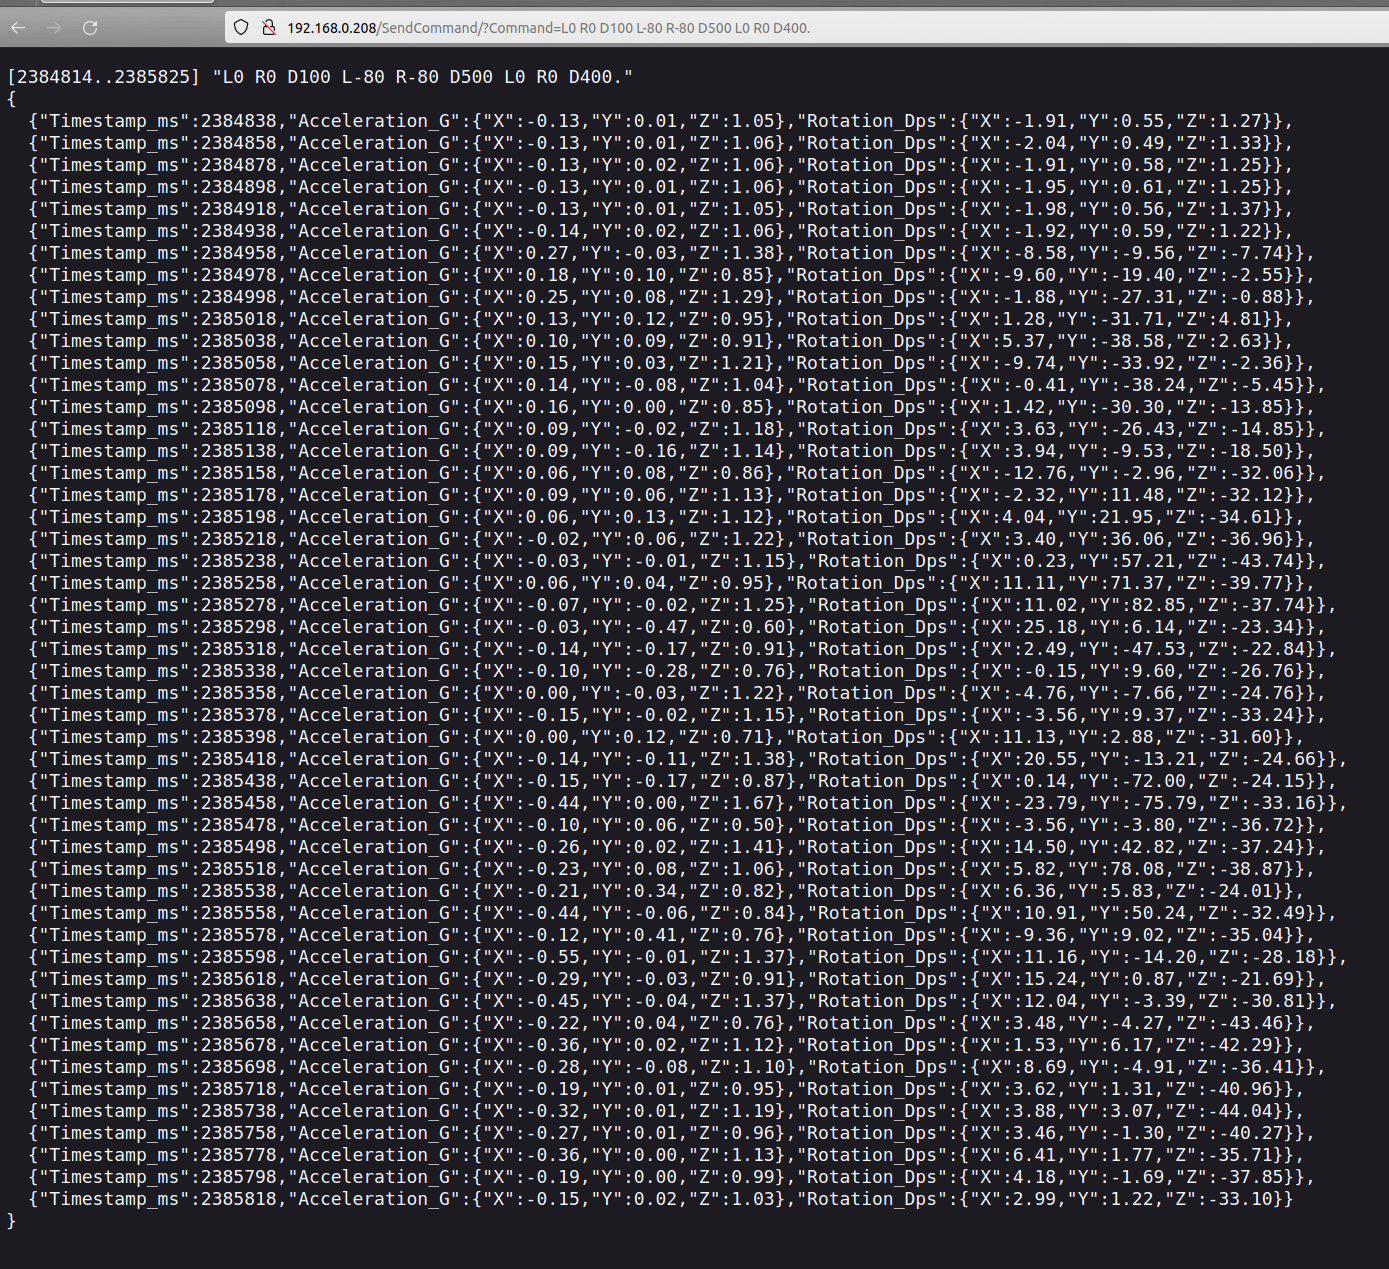 192.168.0.208/SendCommand/?Command=L0 R0 D100 L-80 R-80 D500 L0 R0 D400.
[2384814..2385825] "L0 R0 D100 L-80 R-80 D500 L0 R0 D400."
{
{"Timestamp_ms":2384838,"Acceleration_G":{"X":-0.13,"Y":0.01,"Z":1.05},"Rotation_Dps":{"X":-1.91,"Y":0.55,"Z":1.27}},
{"Timestamp_ms":2384858,"Acceleration_G":{"X":-0.13,"Y":0.01,"Z":1.06},"Rotation_Dps":{"X":-2.04,"Y":0.49,"Z":1.33}},
{"Timestamp_ms":2384878,"Acceleration_G":{"X":-0.13,"Y":0.02,"Z":1.06},"Rotation_Dps":{"X":-1.91,"Y":0.58,"Z":1.25}},
{"Timestamp_ms":2384898,"Acceleration_G":{"X":-0.13,"Y":0.01,"Z":1.06},"Rotation_Dps":{"X":-1.95,"Y":0.61,"Z":1.25}},
{"Timestamp_ms":2384918,"Acceleration_G":{"X":-0.13,"Y":0.01,"Z":1.05},"Rotation_Dps":{"X":-1.98,"Y":0.56,"Z":1.37}},
{"Timestamp_ms":2384938,"Acceleration_G":{"X":-0.14,"Y":0.02,"Z":1.06},"Rotation_Dps":{"X":-1.92,"Y":0.59,"Z":1.22}},
{"Timestamp_ms":2384958,"Acceleration_G":{"X":0.27,"Y":-0.03,"Z":1.38},"Rotation_Dps":{"X":-8.58,"Y":-9.56,"Z":-7.74}},
{"Timestamp_ms":2384978,"Acceleration_G":{"X":0.18,"Y":0.10,"Z":0.85},"Rotation_Dps":{"X":-9.60,"Y":-19.40,"Z":-2.55}},
{"Timestamp_ms":2384998,"Acceleration_G":{"X":0.25,"Y":0.08,"Z":1.29},"Rotation_Dps":{"X":-1.88,"Y":-27.31,"Z":-0.88}},
{"Timestamp_ms":2385018,"Acceleration_G":{"X":0.13,"Y":0.12,"Z":0.95},"Rotation_Dps":{"X":1.28,"Y":-31.71,"Z":4.81}},
{"Timestamp_ms":2385038,"Acceleration_G":{"X":0.10,"Y":0.09,"Z":0.91},"Rotation_Dps":{"X":5.37,"Y":-38.58,"Z":2.63}},
{"Timestamp_ms":2385058,"Acceleration_G":{"X":0.15,"Y":0.03,"Z":1.21},"Rotation_Dps":{"X":-9.74,"Y":-33.92,"Z":-2.36}},
{"Timestamp_ms":2385078,"Acceleration_G":{"X":0.14,"Y":-0.08,"Z":1.04},"Rotation_Dps":{"X":-0.41,"Y":-38.24,"Z":-5.45}},
{"Timestamp_ms":2385098,"Acceleration_G":{"X":0.16,"Y":0.00,"Z":0.85},"Rotation_Dps":{"X":1.42,"Y":-30.30,"Z":-13.85}},
{"Timestamp_ms":2385118,"Acceleration_G":{"X":0.09,"Y":-0.02,"Z":1.18},"Rotation_Dps":{"X":3.63,"Y":-26.43,"Z":-14.85}},
{"Timestamp_ms":2385138,"Acceleration_G":{"X":0.09,"Y":-0.16,"Z":1.14},"Rotation_Dps":{"X":3.94,"Y":-9.53,"Z":-18.50}},
{"Timestamp_ms":2385158,"Acceleration_G":{"X":0.06,"Y":0.08,"Z":0.86},"Rotation_Dps":{"X":-12.76,"Y":-2.96,"Z":-32.06}},
{"Timestamp_ms":2385178,"Acceleration_G":{"X":0.09,"Y":0.06,"Z":1.13},"Rotation_Dps":{"X":-2.32,"Y":11.48,"Z":-32.12}},
{"Timestamp_ms":2385198,"Acceleration_G":{"X":0.06,"Y":0.13,"Z":1.12},"Rotation_Dps":{"X":4.04,"Y":21.95,"Z":-34.61}},
{"Timestamp_ms":2385218,"Acceleration_G":{"X":-0.02,"Y":0.06,"Z":1.22},"Rotation_Dps":{"X":3.40,"Y":36.06,"Z":-36.96}},
{"Timestamp_ms":2385238,"Acceleration_G":{"X":-0.03,"Y":-0.01,"Z":1.15},"Rotation_Dps":{"X":0.23,"Y":57.21,"Z":-43.74}},
{"Timestamp_ms":2385258,"Acceleration_G":{"X":0.06,"Y":0.04,"Z":0.95},"Rotation_Dps":{"X":11.11,"Y":71.37,"Z":-39.77}},
{"Timestamp_ms":2385278,"Acceleration_G":{"X":-0.07,"Y":-0.02,"Z":1.25},"Rotation_Dps":{"X":11.02,"Y":82.85,"Z":-37.74}},
{"Timestamp_ms":2385298,"Acceleration_G":{"X":-0.03,"Y":-0.47,"Z":0.60},"Rotation_Dps":{"X":25.18,"Y":6.14,"Z":-23.34}},
{"Timestamp_ms":2385318,"Acceleration_G":{"X":-0.14,"Y":-0.17,"Z":0.91},"Rotation_Dps":{"X":2.49,"Y":-47.53,"Z":-22.84}},
{"Timestamp_ms":2385338,"Acceleration_G":{"X":-0.10,"Y":-0.28,"Z":0.76},"Rotation_Dps":{"X":-0.15,"Y":9.60,"Z":-26.76}},
{"Timestamp_ms":2385358,"Acceleration_G":{"X":0.00,"Y":-0.03,"Z":1.22},"Rotation_Dps":{"X":-4.76,"Y":-7.66,"Z":-24.76}},
{"Timestamp_ms":2385378,"Acceleration_G":{"X":-0.15,"Y":-0.02,"Z":1.15},"Rotation_Dps":{"X":-3.56,"Y":9.37,"Z":-33.24}},
{"Timestamp_ms":2385398,"Acceleration_G":{"X":0.00,"Y":0.12,"Z":0.71},"Rotation_Dps":{"X":11.13,"Y":2.88,"Z":-31.60}},
{"Timestamp_ms":2385418,"Acceleration_G":{"X":-0.14,"Y":-0.11,"Z":1.38},"Rotation_Dps":{"X":20.55,"Y":-13.21,"Z":-24.66}},
{"Timestamp_ms":2385438,"Acceleration_G":{"X":-0.15,"Y":-0.17,"Z":0.87},"Rotation_Dps":{"X":0.14,"Y":-72.00,"Z":-24.15}},
{"Timestamp_ms":2385458,"Acceleration_G":{"X":-0.44,"Y":0.00,"Z":1.67},"Rotation_Dps":{"X":-23.79,"Y":-75.79,"Z":-33.16}},
{"Timestamp_ms":2385478,"Acceleration_G":{"X":-0.10,"Y":0.06,"Z":0.50},"Rotation_Dps":{"X":-3.56,"Y":-3.80,"Z":-36.72}},
{"Timestamp_ms":2385498,"Acceleration_G":{"X":-0.26,"Y":0.02,"Z":1.41},"Rotation_Dps":{"X":14.50,"Y":42.82,"Z":-37.24}},
{"Timestamp_ms":2385518,"Acceleration_G":{"X":-0.23,"Y":0.08,"Z":1.06},"Rotation_Dps":{"X":5.82,"Y":78.08,"Z":-38.87}},
{"Timestamp_ms":2385538,"Acceleration_G":{"X":-0.21,"Y":0.34,"Z":0.82},"Rotation_Dps":{"X":6.36,"Y":5.83,"Z":-24.01}},
{"Timestamp_ms":2385558,"Acceleration_G":{"X":-0.44,"Y":-0.06,"Z":0.84},"Rotation_Dps":{"X":10.91,"Y":50.24,"Z":-32.49}},
{"Timestamp_ms":2385578,"Acceleration_G":{"X":-0.12,"Y":0.41,"Z":0.76},"Rotation_Dps":{"X":-9.36,"Y":9.02,"Z":-35.04}},
{"Timestamp_ms":2385598,"Acceleration_G":{"X":-0.55,"Y":-0.01,"Z":1.37},"Rotation_Dps":{"X":11.16,"Y":-14.20,"Z":-28.18}},
{"Timestamp_ms":2385618,"Acceleration_G":{"X":-0.29,"Y":-0.03,"Z":0.91},"Rotation_Dps":{"X":15.24,"Y":0.87,"Z":-21.69}},
{"Timestamp_ms":2385638,"Acceleration_G":{"X":-0.45,"Y":-0.04,"Z":1.37},"Rotation_Dps":{"X":12.04,"Y":-3.39,"Z":-30.81}},
{"Timestamp_ms":2385658,"Acceleration_G":{"X":-0.22,"Y":0.04,"Z":0.76},"Rotation_Dps":{"X":3.48,"Y":-4.27,"Z":-43.46}},
{"Timestamp_ms":2385678,"Acceleration_G":{"X":-0.36,"Y":0.02,"Z":1.12},"Rotation_Dps":{"X":1.53,"Y":6.17,"Z":-42.29}},
{"Timestamp_ms":2385698,"Acceleration_G":{"X":-0.28,"Y":-0.08,"Z":1.10},"Rotation_Dps":{"X":8.69,"Y":-4.91,"Z":-36.41}},
{"Timestamp_ms":2385718,"Acceleration_G":{"X":-0.19,"Y":0.01,"Z":0.95},"Rotation_Dps":{"X":3.62,"Y":1.31,"Z":-40.96}},
{"Timestamp_ms":2385738,"Acceleration_G":{"X":-0.32,"Y":0.01,"Z":1.19},"Rotation_Dps":{"X":3.88,"Y":3.07,"Z":-44.04}},
{"Timestamp_ms":2385758,"Acceleration_G":{"X":-0.27,"Y":0.01,"Z":0.96},"Rotation_Dps":{"X":3.46,"Y":-1.30,"Z":-40.27}},
{"Timestamp_ms":2385778,"Acceleration_G":{"X":-0.36,"Y":0.00,"Z":1.13},"Rotation_Dps":{"X":6.41,"Y":1.77,"Z":-35.71}},
{"Timestamp_ms":2385798,"Acceleration_G":{"X":-0.19,"Y":0.00,"Z":0.99},"Rotation_Dps":{"X":4.18,"Y":-1.69,"Z":-37.85}},
{"Timestamp_ms":2385818,"Acceleration_G":{"X":-0.15,"Y":0.02,"Z":1.03},"Rotation_Dps":{"X":2.99,"Y":1.22,"Z":-33.10}}
}